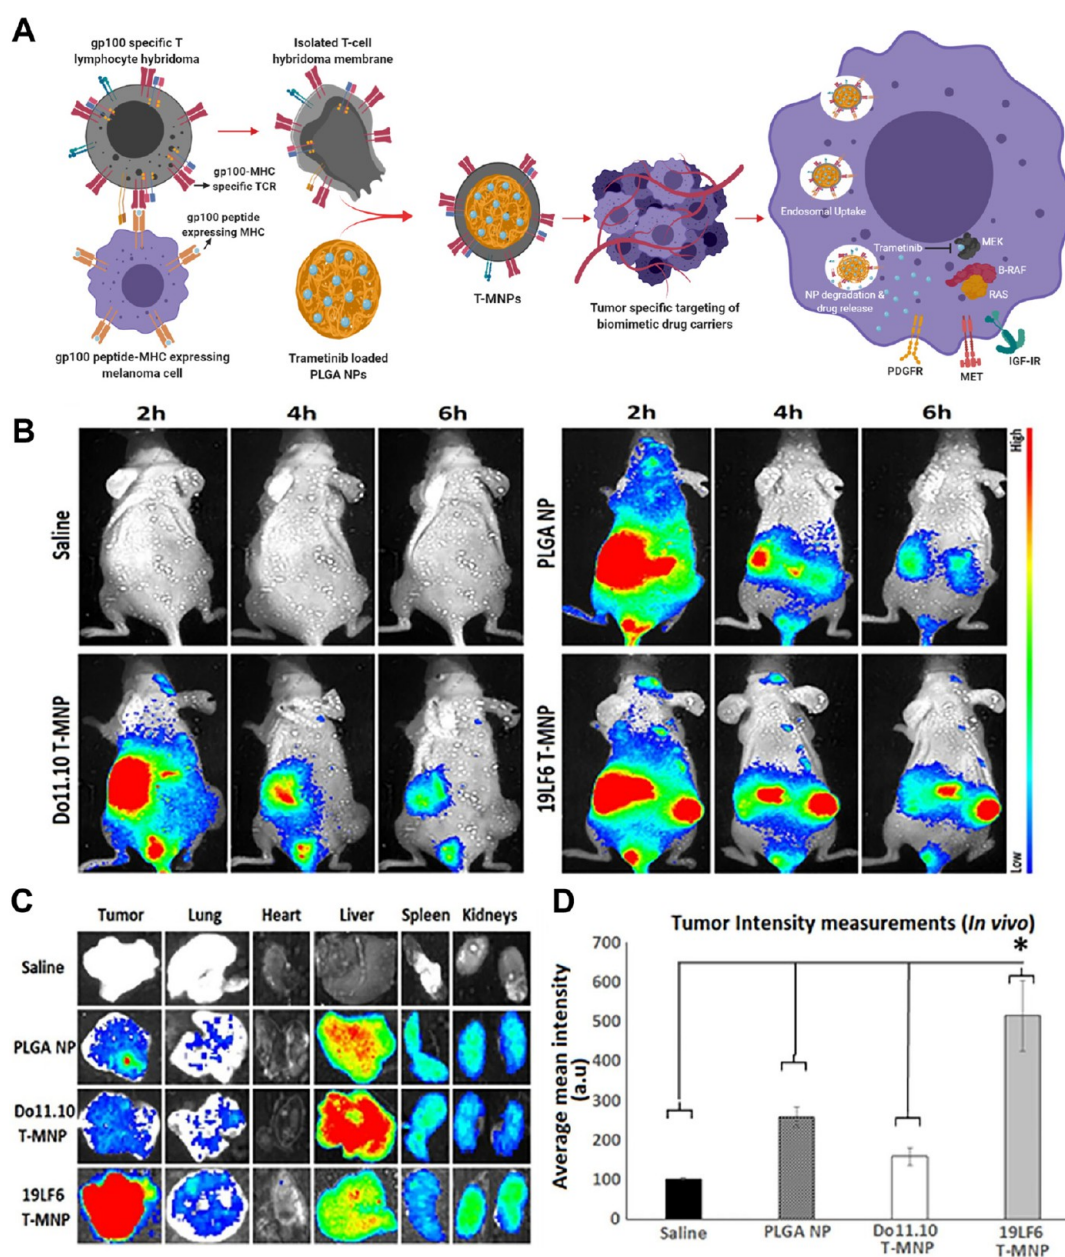 A
gp100 specific T
lymphocyte hybridoma
Isolated T-cell
hybridoma membrane
gp100-MHC
specific TCR
gp100 peptide
expressing MHC
gp100 peptide-MHC expressing
melanoma cell
Trametinib loaded
PLGA NPs
T-MNPs
Tumor specific targeting of
biomimetic drug carriers
Endosomal Uptake
Trametinib
MEK
B-RAF
RAS
NP degradation &
drug release
PDGFR
MET
IGF-IR
B
2h
4h
6h
2h
4h
6h
Saline
PLGA NP
High
Do11.10 T-MNP
19LF6 T-MNP
Low
C
Tumor
Lung
Heart
Liver
Spleen
Kidneys
Saline
PLGA NP
Do11.10
T-MNP
19LF6
T-MNP
D
Tumor Intensity measurements (In vivo)
Average mean intensity
(a.u)
700
600
500
400
300
200
100
0
*
Saline
PLGA NP
Do11.10
T-MNP
19LF6
T-MNP